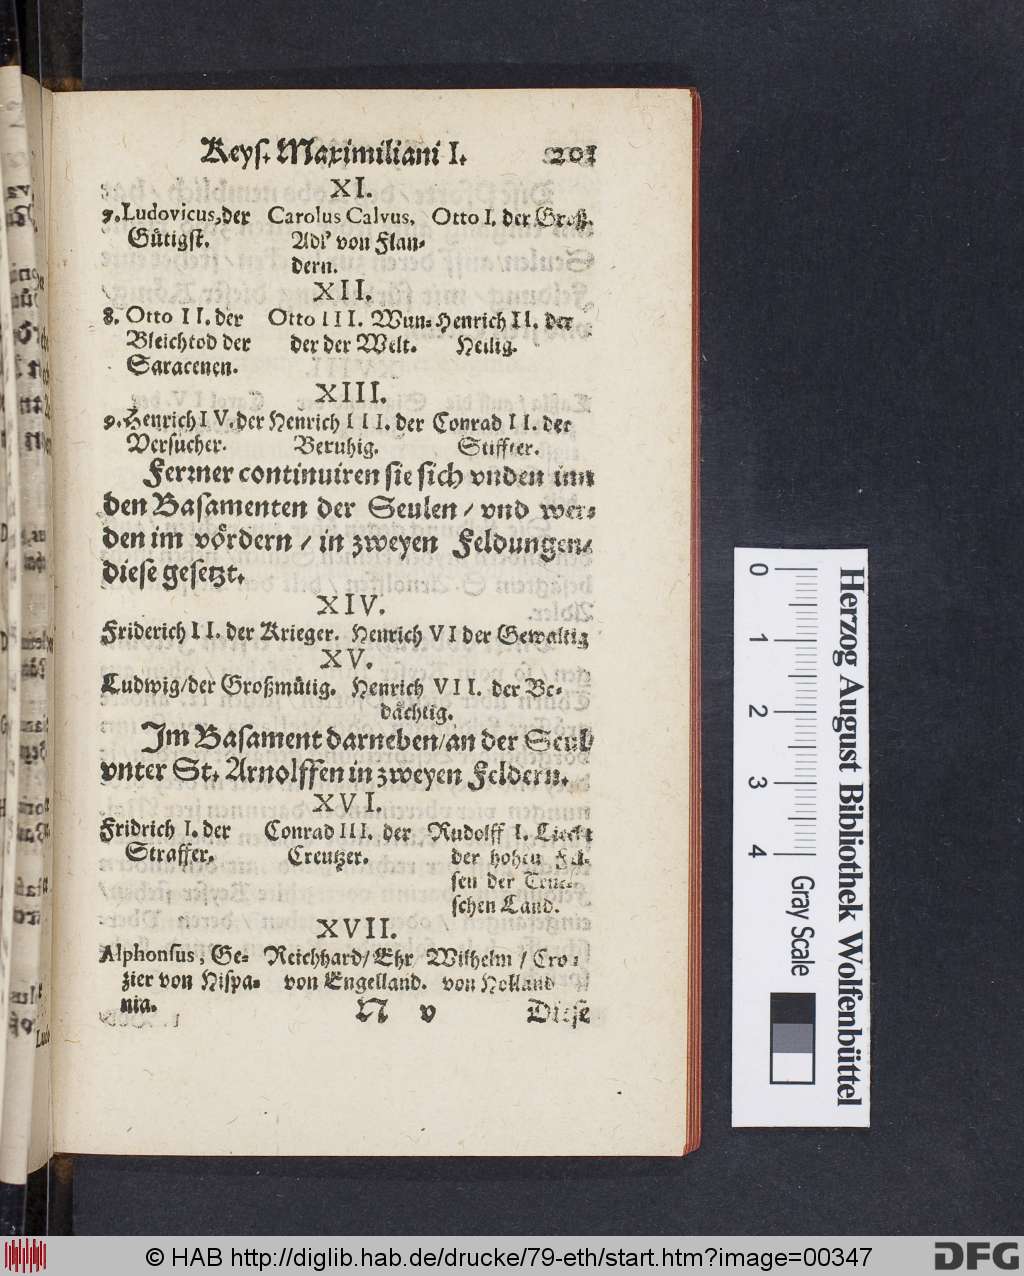 Keys. Maximiliani I. 201
XI.
7. Ludovicus, der Carolus Calvus, Otto I. der Groß.
Gütigst. Adl' von Flan-
dern.
XII.
8. Otto II. der Otto III. Wun- Henrich II. der
Bleichtod der der der Welt. Heilig.
Saracenen.
XIII.
9. Henrich IV. der Henrich III. der Conrad II. der
Versucher. Beruhig. Stiffter.
Ferrner continuiren sie sich vnden inn
den Basamenten der Seulen / vnd wer-
den im vördern / in zweyen Feldungen /
diese gesetzt.
XIV.
Friderich II. der Krieger. Henrich VI der Gewaltig
XV.
Ludwig / der Großmütig. Henrich VII. der Be-
dächtig.
Im Basament darneben / an der Seul
vnter St. Arnolffen in zweyen Feldern.
XVI.
Fridrich I. der Conrad III. der Rudolff I. Liecht
Straffer. Creutzer. der hohen Fel-
sen der Teut-
schen Land.
XVII.
Alphonsus, Ge- Reichhard / Ehr Wilhelm / Cro-
zier von Hispa- von Engelland. von Holland
nia.
N v Diese
0 1 2 3 4
Gray Scale
Herzog August Bibliothek Wolfenbüttel
© HAB http://diglib.hab.de/drucke/79-eth/start.htm?image=00347
DFG